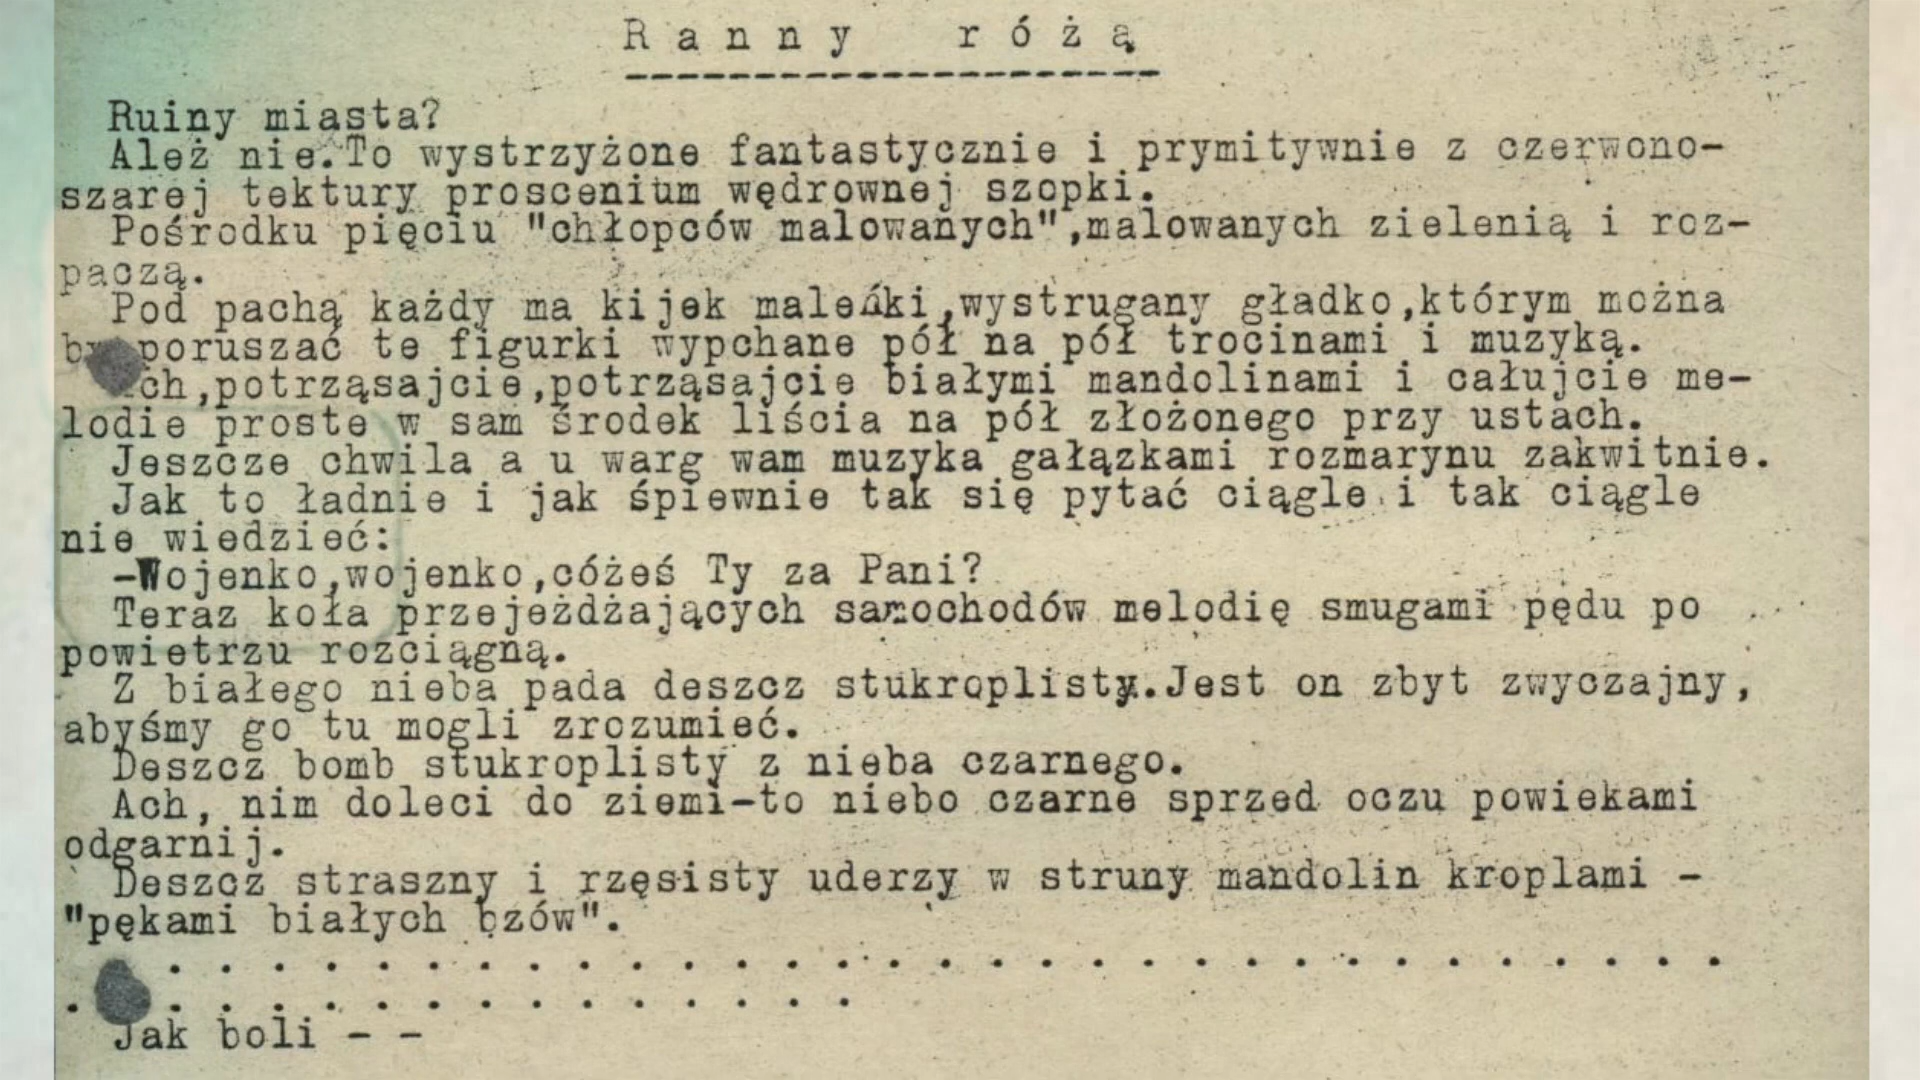 Ranny różą
Ruiny miasta?
Ależ nie.To wystrzyżone fantastycznie i prymitywnie z czerwono-
szarej tektury proscenium wędrownej szopki.
Pośrodku pięciu "chłopców malowanych",malowanych zielenią i roz-
paczą.
Pod pachą każdy ma kijek maleńki,wystrugany gładko,którym można
poruszać te figurki wypchane pół na pół trocinami i muzyką.
ch,potrząsajcie,potrząsajcie białymi mandolinami i całujcie me-
lodie proste w sam środek liścia na pół złożonego przy ustach.
Jeszcze chwila a u warg wam muzyka gałązkami rozmarynu zakwitnie.
Jak to ładnie i jak śpiewnie tak się pytać ciągle i tak ciągle
nie wiedzieć:
-Wojenko,wojenko,cóżeś Ty za Pani?
Teraz koła przejeżdżających samochodów melodię smugami pędu po
powietrzu rozciągną.
Z białego nieba pada deszcz stukroplisty.Jest on zbyt zwyczajny,
abyśmy go tu mogli zrozumieć.
Deszcz bomb stukroplisty z nieba czarnego.
Ach, nim doleci do ziemi-to niebo czarne sprzed oczu powiekami
odgarnij.
Deszcz straszny i rzęsisty uderzy w struny mandolin kroplami -
"pękami białych bzów".
. . . . . . . . . . . . . . . . . . . . . . . . . . . . . . .
. . . . . . . . . . . . . . .
Jak boli - -